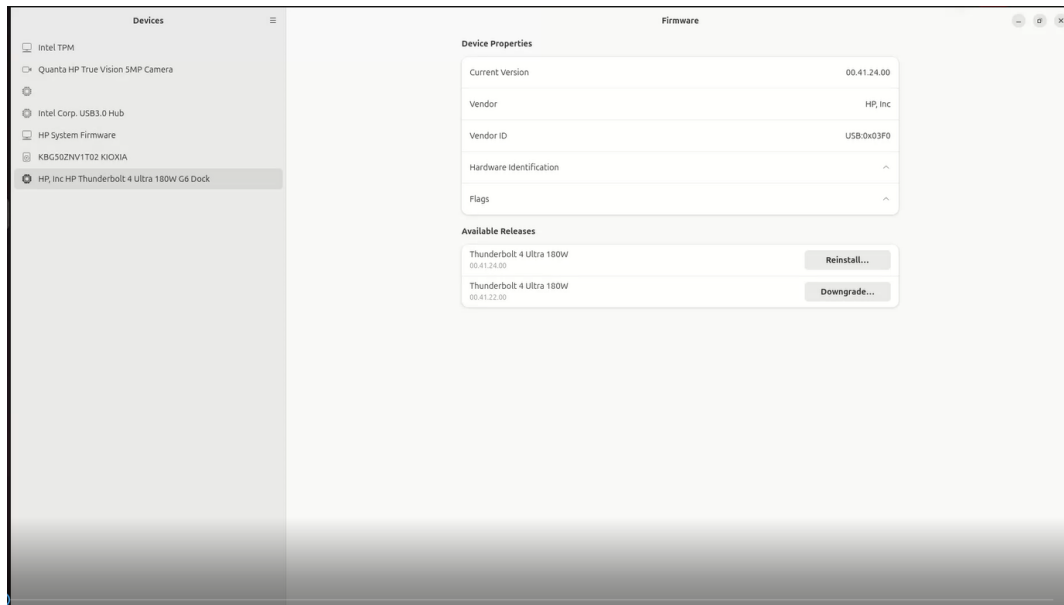 Devices
Intel TPM
Quanta HP True Vision 5MP Camera
Intel Corp. USB3.0 Hub
HP System Firmware
KBG50ZNV1T02 KIOXIA
HP, Inc HP Thunderbolt 4 Ultra 180W G6 Dock
Firmware
Device Properties
Current Version 00.41.24.00
Vendor HP, Inc
Vendor ID USB:0x03F0
Hardware Identification
Flags
Available Releases
Thunderbolt 4 Ultra 180W
00.41.24.00
Reinstall...
Thunderbolt 4 Ultra 180W
00.41.22.00
Downgrade...